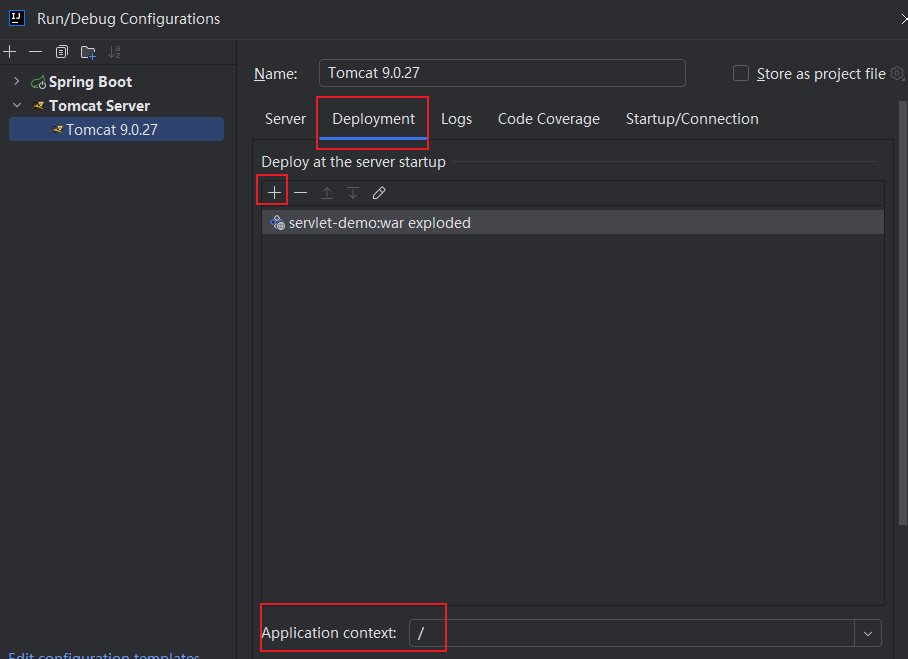 Run/Debug Configurations
Name: Tomcat 9.0.27 Store as project file
Spring Boot
Tomcat Server
Tomcat 9.0.27
Server Deployment Logs Code Coverage Startup/Connection
Deploy at the server startup
servlet-demo:war exploded
Application context: /
Edit configuration templates